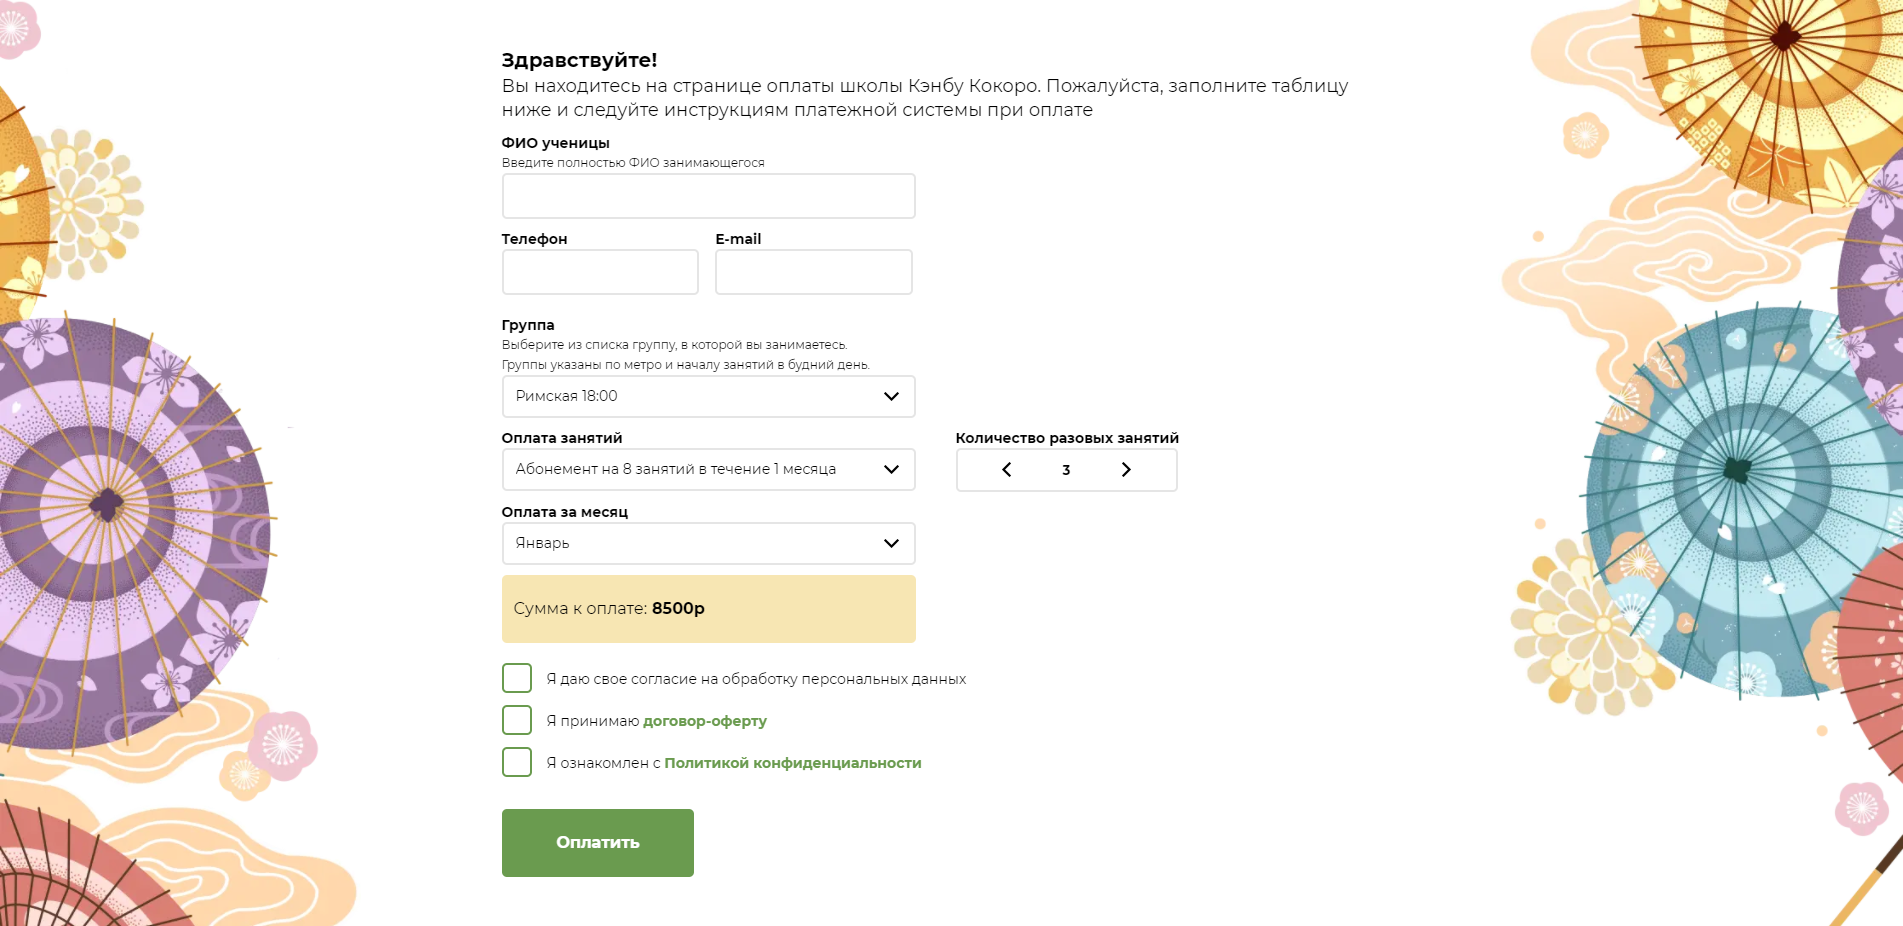 Здравствуйте!
Вы находитесь на странице оплаты школы Кэнбу Кокоро. Пожалуйста, заполните таблицу
ниже и следуйте инструкциям платежной системы при оплате
ФИО ученицы
Введите полностью ФИО занимающегося
Телефон
E-mail
Группа
Выберите из списка группу, в которой вы занимаетесь.
Группы указаны по метро и началу занятий в будний день.
Римская 18:00
Оплата занятий
Абонемент на 8 занятий в течение 1 месяца
Количество разовых занятий
3
Оплата за месяц
Январь
Сумма к оплате: 8500р
Я даю свое согласие на обработку персональных данных
Я принимаю договор-оферту
Я ознакомлен с Политикой конфиденциальности
Оплатить